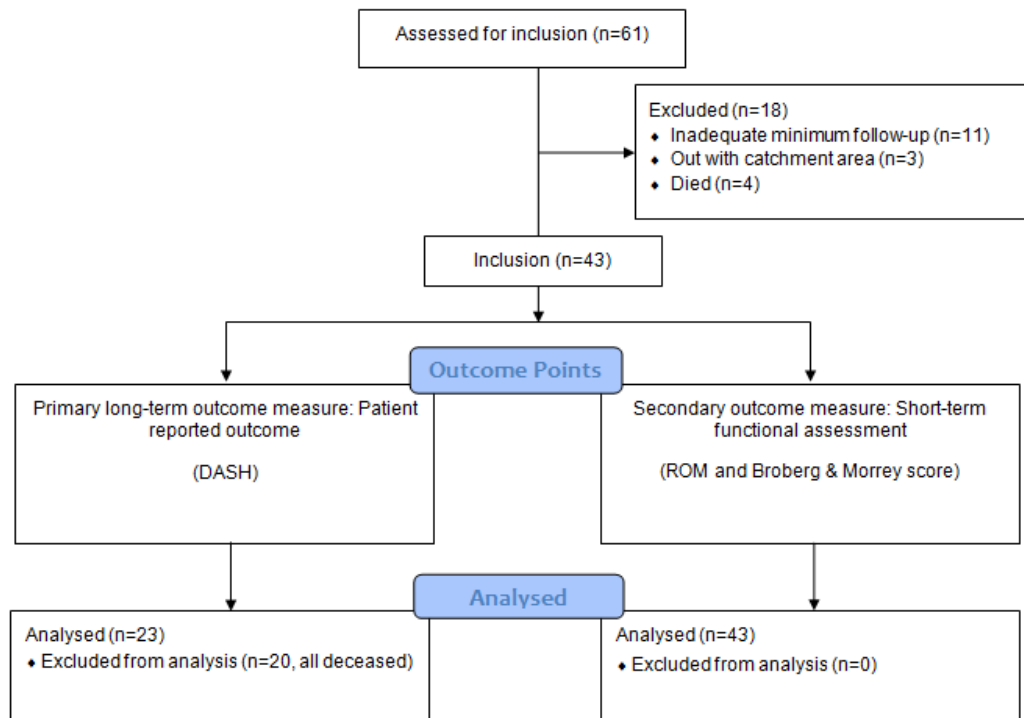 Assessed for inclusion (n=61)
Excluded (n=18)
⬥ Inadequate minimum follow-up (n=11)
⬥ Out with catchment area (n=3)
⬥ Died (n=4)
Inclusion (n=43)
Outcome Points
Primary long-term outcome measure: Patient
reported outcome
(DASH)
Secondary outcome measure: Short-term
functional assessment
(ROM and Broberg & Morrey score)
Analysed
Analysed (n=23)
⬥ Excluded from analysis (n=20, all deceased)
Analysed (n=43)
⬥ Excluded from analysis (n=0)